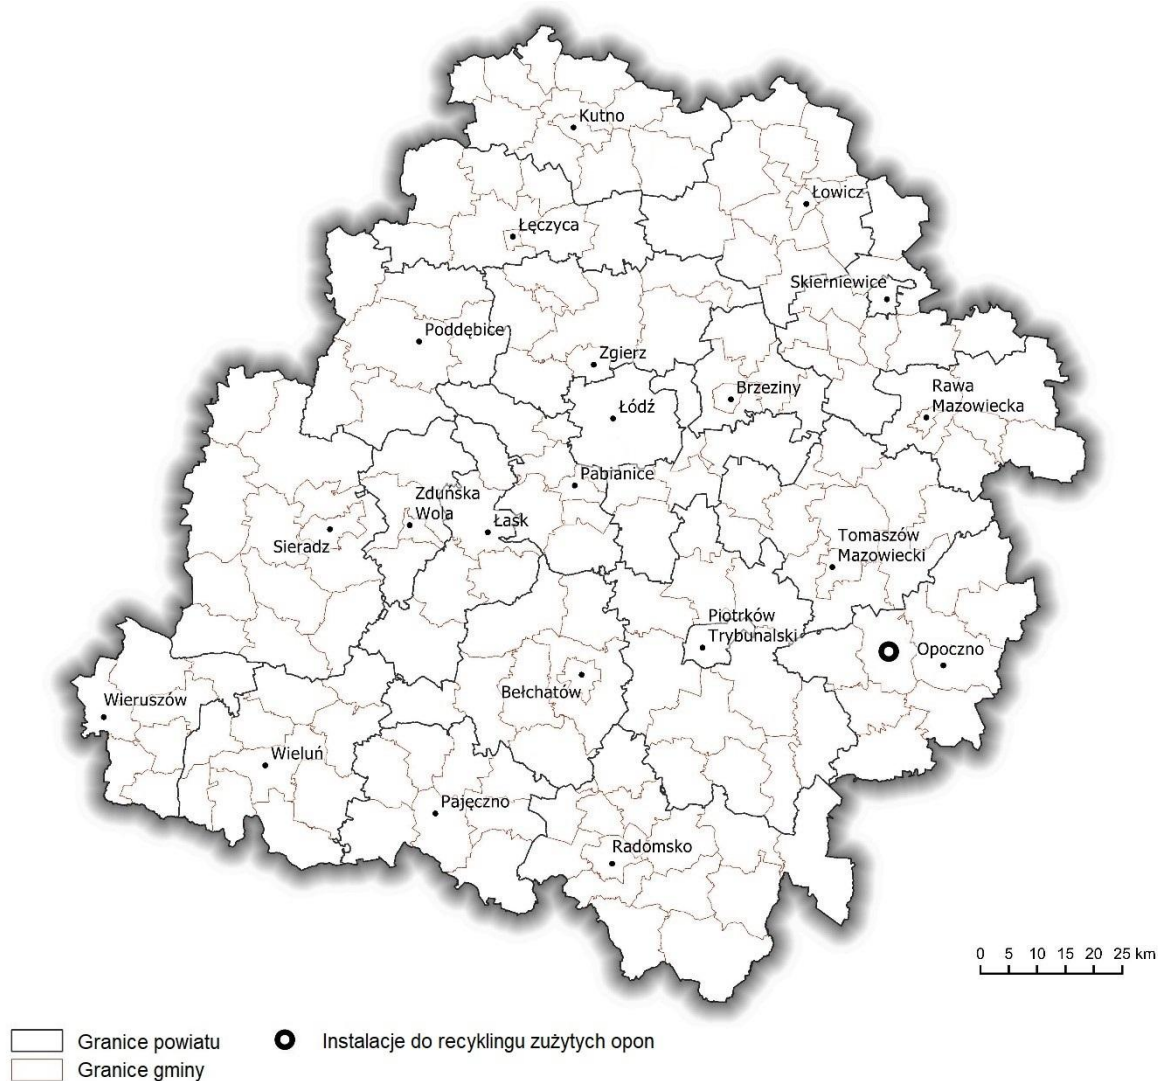 Kutno
Łowicz
Łęczyca
Skierniewice
Poddębice
Zgierz
Brzeziny
Rawa
Mazowiecka
Łódź
Pabianice
Zduńska
Wola
Łask
Sieradz
Tomaszów
Mazowiecki
Piotrków
Trybunalski
Opoczno
Bełchatów
Wieruszów
Wieluń
Pajęczno
Radomsko
0 5 10 15 20 25 km
Granice powiatu
Instalacje do recyklingu zużytych opon
Granice gminy